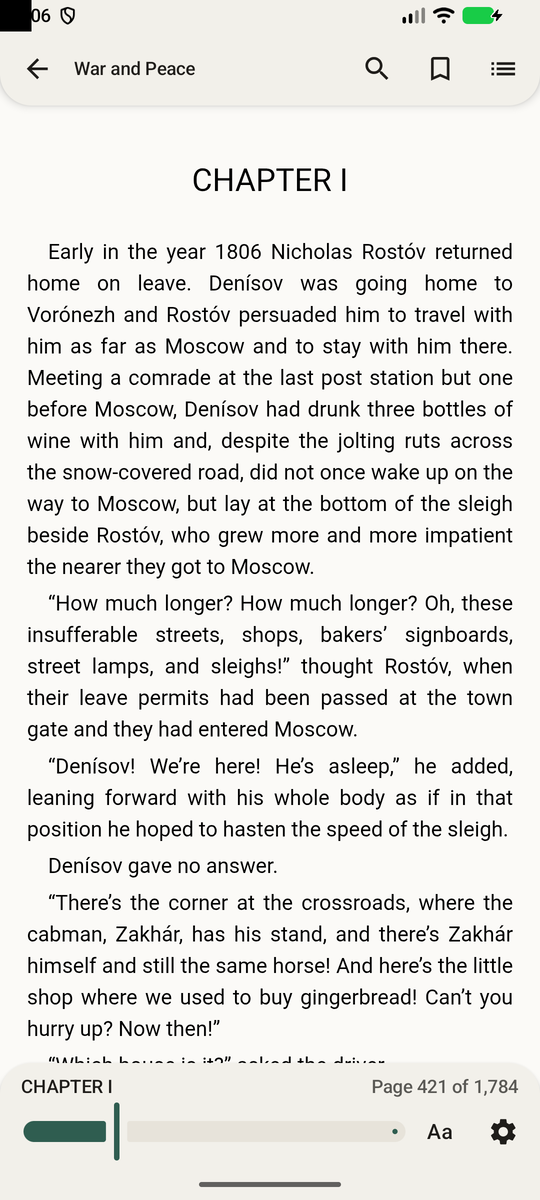 06
War and Peace
CHAPTER I
Early in the year 1806 Nicholas Rostóv returned
home on leave. Denísov was going home to
Vorónezh and Rostóv persuaded him to travel with
him as far as Moscow and to stay with him there.
Meeting a comrade at the last post station but one
before Moscow, Denísov had drunk three bottles of
wine with him and, despite the jolting ruts across
the snow-covered road, did not once wake up on the
way to Moscow, but lay at the bottom of the sleigh
beside Rostóv, who grew more and more impatient
the nearer they got to Moscow.
“How much longer? How much longer? Oh, these
insufferable streets, shops, bakers’ signboards,
street lamps, and sleighs!” thought Rostóv, when
their leave permits had been passed at the town
gate and they had entered Moscow.
“Denísov! We’re here! He’s asleep,” he added,
leaning forward with his whole body as if in that
position he hoped to hasten the speed of the sleigh.
Denísov gave no answer.
“There’s the corner at the crossroads, where the
cabman, Zakhár, has his stand, and there’s Zakhár
himself and still the same horse! And here’s the little
shop where we used to buy gingerbread! Can’t you
hurry up? Now then!”
“Which house is it?” asked the driver.
CHAPTER I
Page 421 of 1,784
Aa